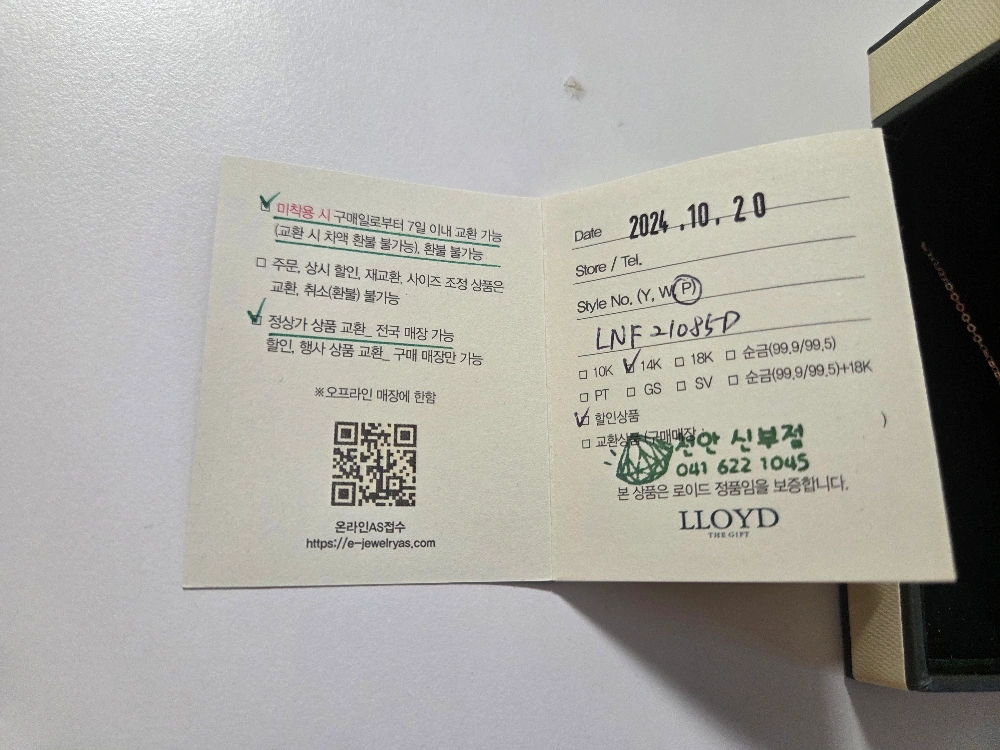 미착용 시 구매일로부터 7일 이내 교환 가능
(교환 시 차액 환불 불가능), 환불 불가능
□ 주문, 상시 할인, 재교환, 사이즈 조정 상품은
교환, 취소(환불) 불가능
정상가 상품 교환_ 전국 매장 가능
할인, 행사 상품 교환_ 구매 매장만 가능
※오프라인 매장에 한함
온라인AS접수
https://e-jewelryas.com
Date 2024.10.20
Store / Tel.
Style No. (Y, W, P)
LNF21085D
□ 10K ☑ 14K □ 18K □ 순금(99.9/99.5)
□ PT □ GS □ SV □ 순금(99.9/99.5)+18K
☑ 할인상품
□ 교환상품 (구매매장 : )
천안 신부점
041 622 1045
본 상품은 로이드 정품임을 보증합니다.
LLOYD
THE GIFT